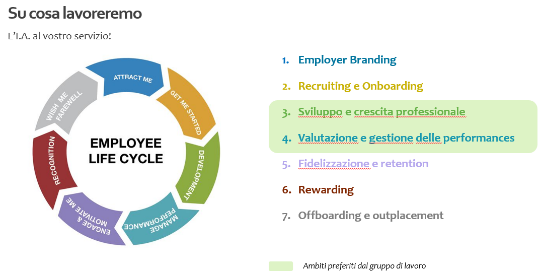 Su cosa lavoreremo
L'I.A. al vostro servizio!
ATTRACT ME
GET ME STARTED
DEVELOPMENT
MANAGE
PERFORMANCE
ENGAGE &
MOTIVATE ME
RECOGNITION
WISH ME
FAREWELL
EMPLOYEE
LIFE CYCLE
1. Employer Branding
2. Recruiting e Onboarding
3. Sviluppo e crescita professionale
4. Valutazione e gestione delle performances
5. Fidelizzazione e retention
6. Rewarding
7. Offboarding e outplacement
Ambiti preferiti dal gruppo di lavoro